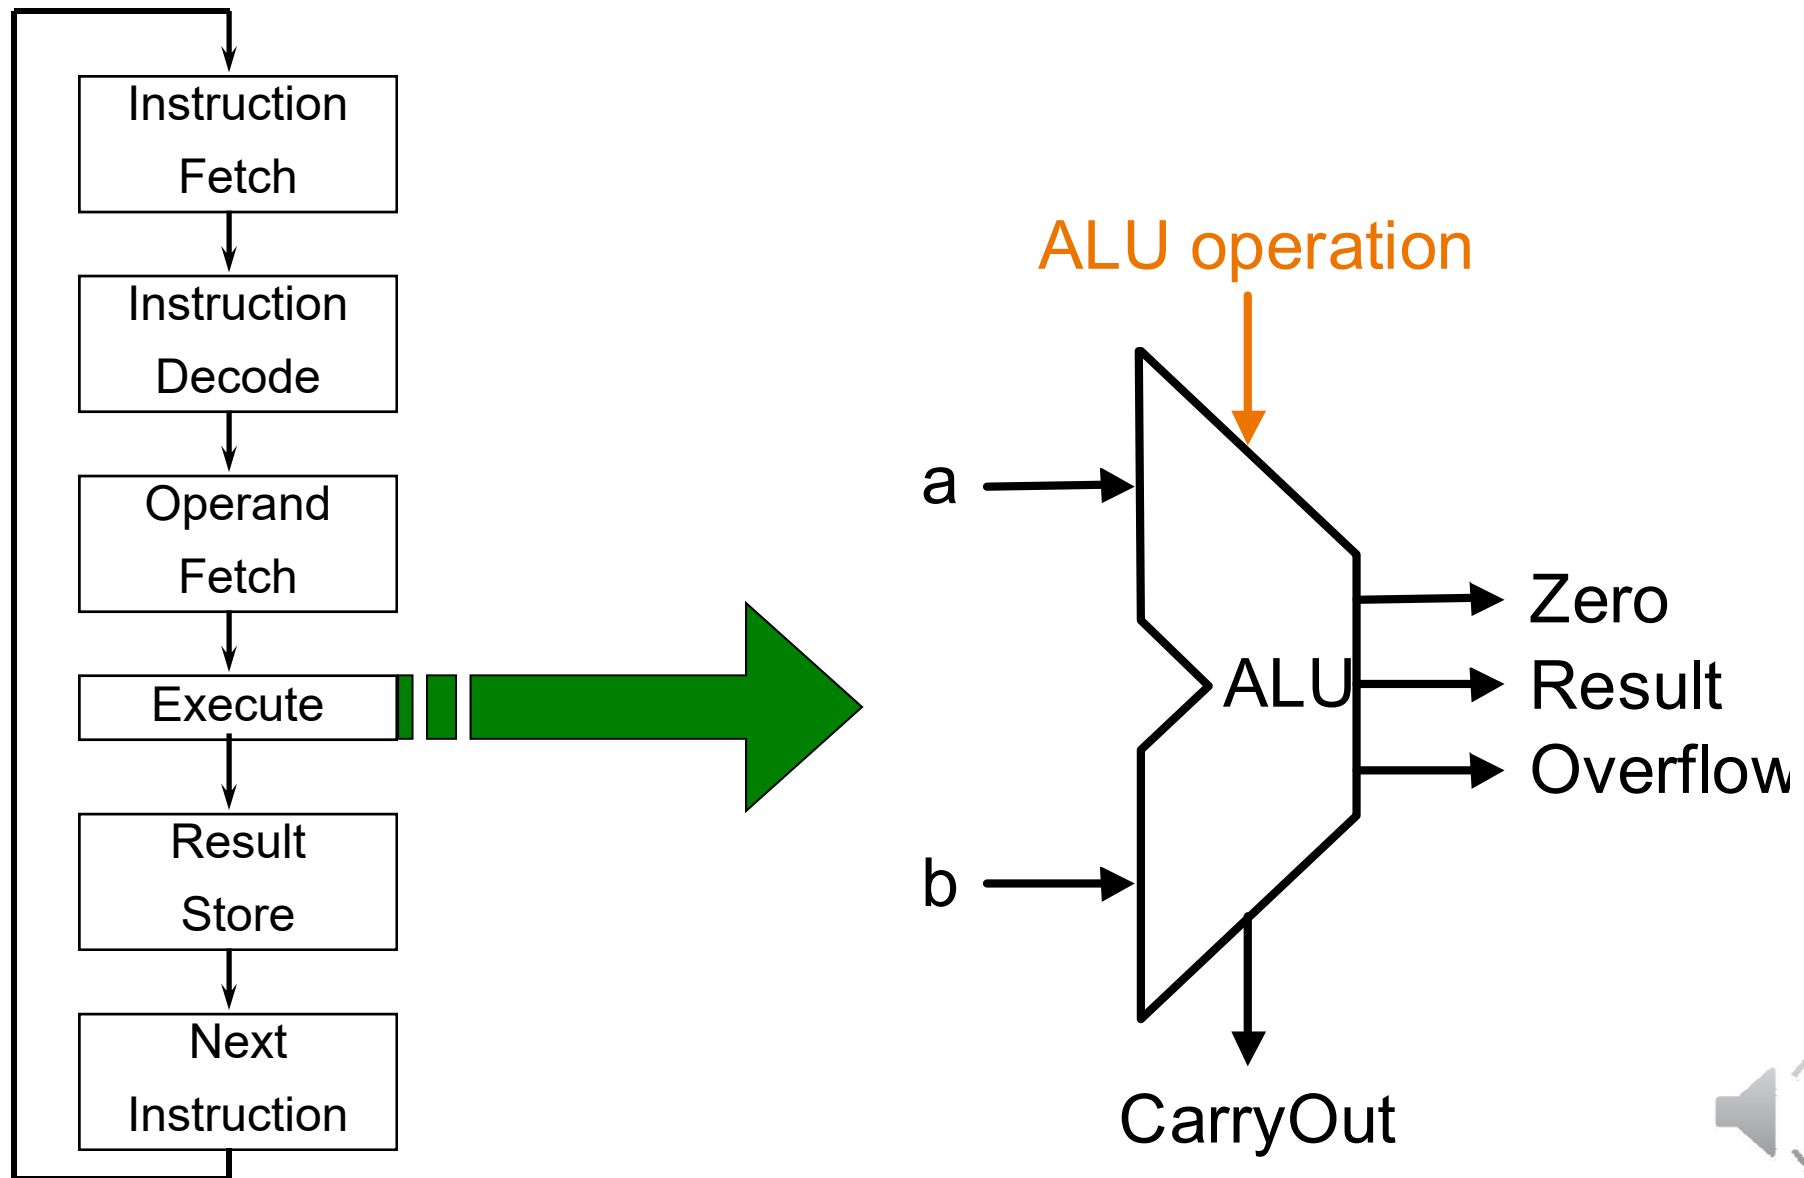 Instruction
Fetch
Instruction
Decode
Operand
Fetch
Execute
Result
Store
Next
Instruction
ALU operation
a
b
ALU
Zero
Result
Overflow
CarryOut